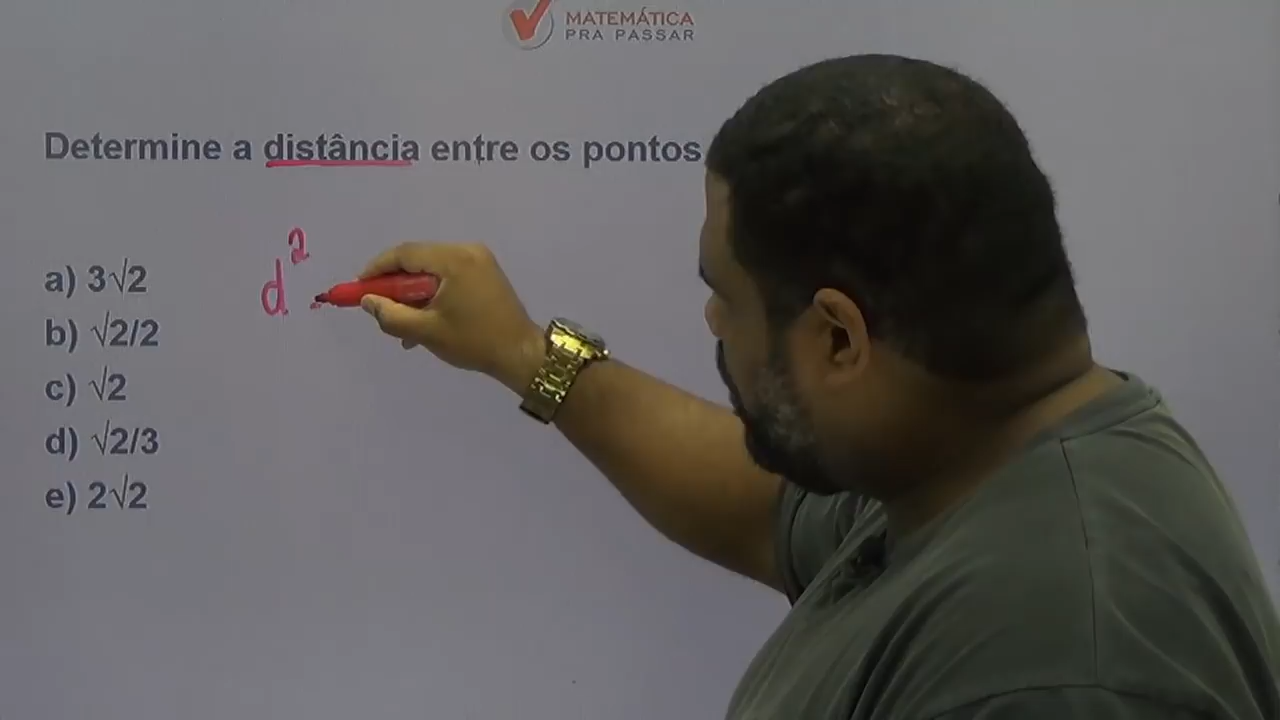 MATEMÁTICA
PRA PASSAR
Determine a distância entre os pontos
d²
a) 3√2
b) √2/2
c) √2
d) √2/3
e) 2√2